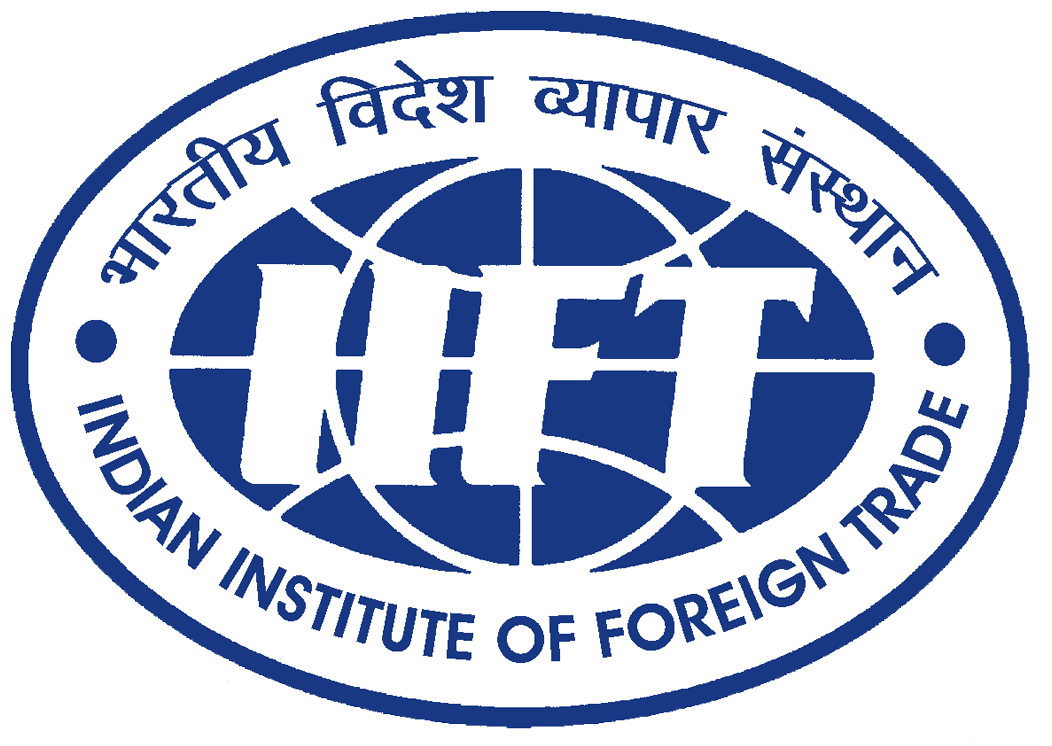 भारतीय विदेश व्यापार संस्थान
IIFT
INDIAN INSTITUTE OF FOREIGN TRADE